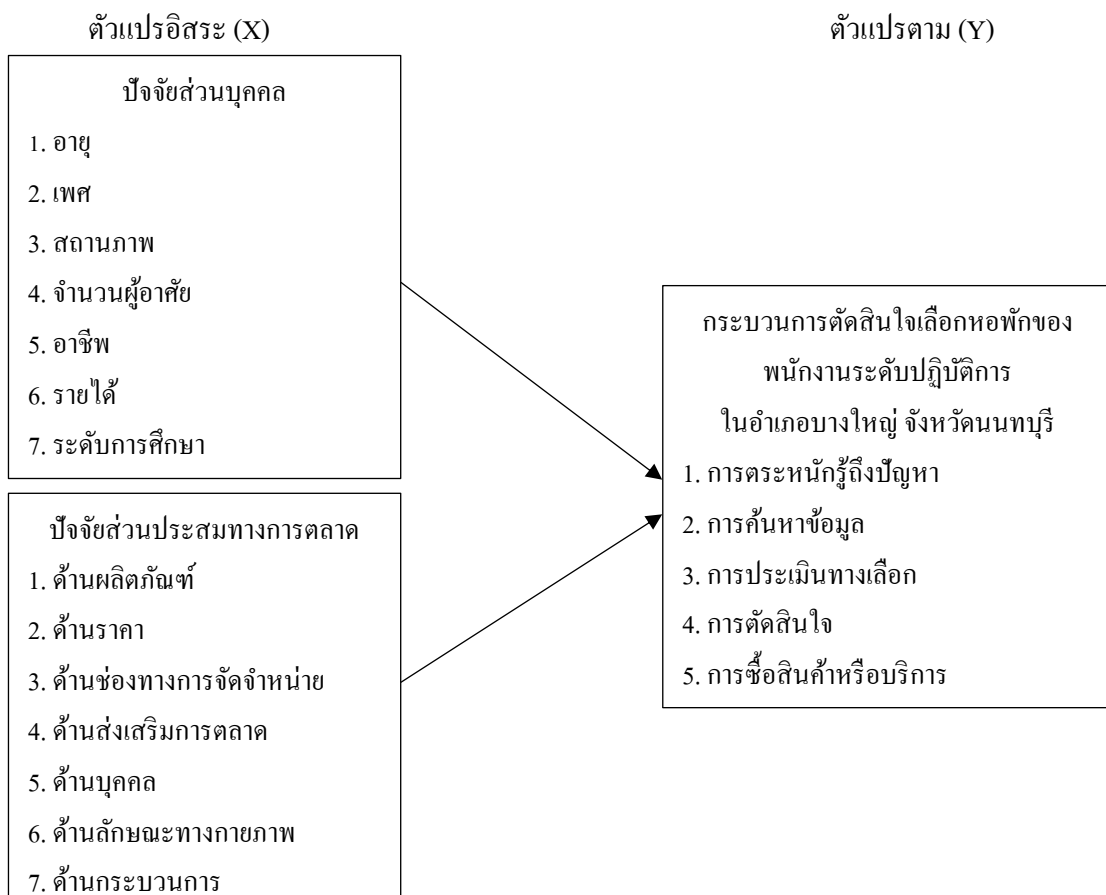 ตัวแปรอิสระ (X)
ตัวแปรตาม (Y)
ปัจจัยส่วนบุคคล
1. อายุ
2. เพศ
3. สถานภาพ
4. จำนวนผู้อาศัย
5. อาชีพ
6. รายได้
7. ระดับการศึกษา
ปัจจัยส่วนประสมทางการตลาด
1. ด้านผลิตภัณฑ์
2. ด้านราคา
3. ด้านช่องทางการจัดจำหน่าย
4. ด้านส่งเสริมการตลาด
5. ด้านบุคคล
6. ด้านลักษณะทางกายภาพ
7. ด้านกระบวนการ
กระบวนการตัดสินใจเลือกหอพักของ
พนักงานระดับปฏิบัติการ
ในอำเภอบางใหญ่ จังหวัดนนทบุรี
1. การตระหนักรู้ถึงปัญหา
2. การค้นหาข้อมูล
3. การประเมินทางเลือก
4. การตัดสินใจ
5. การซื้อสินค้าหรือบริการ